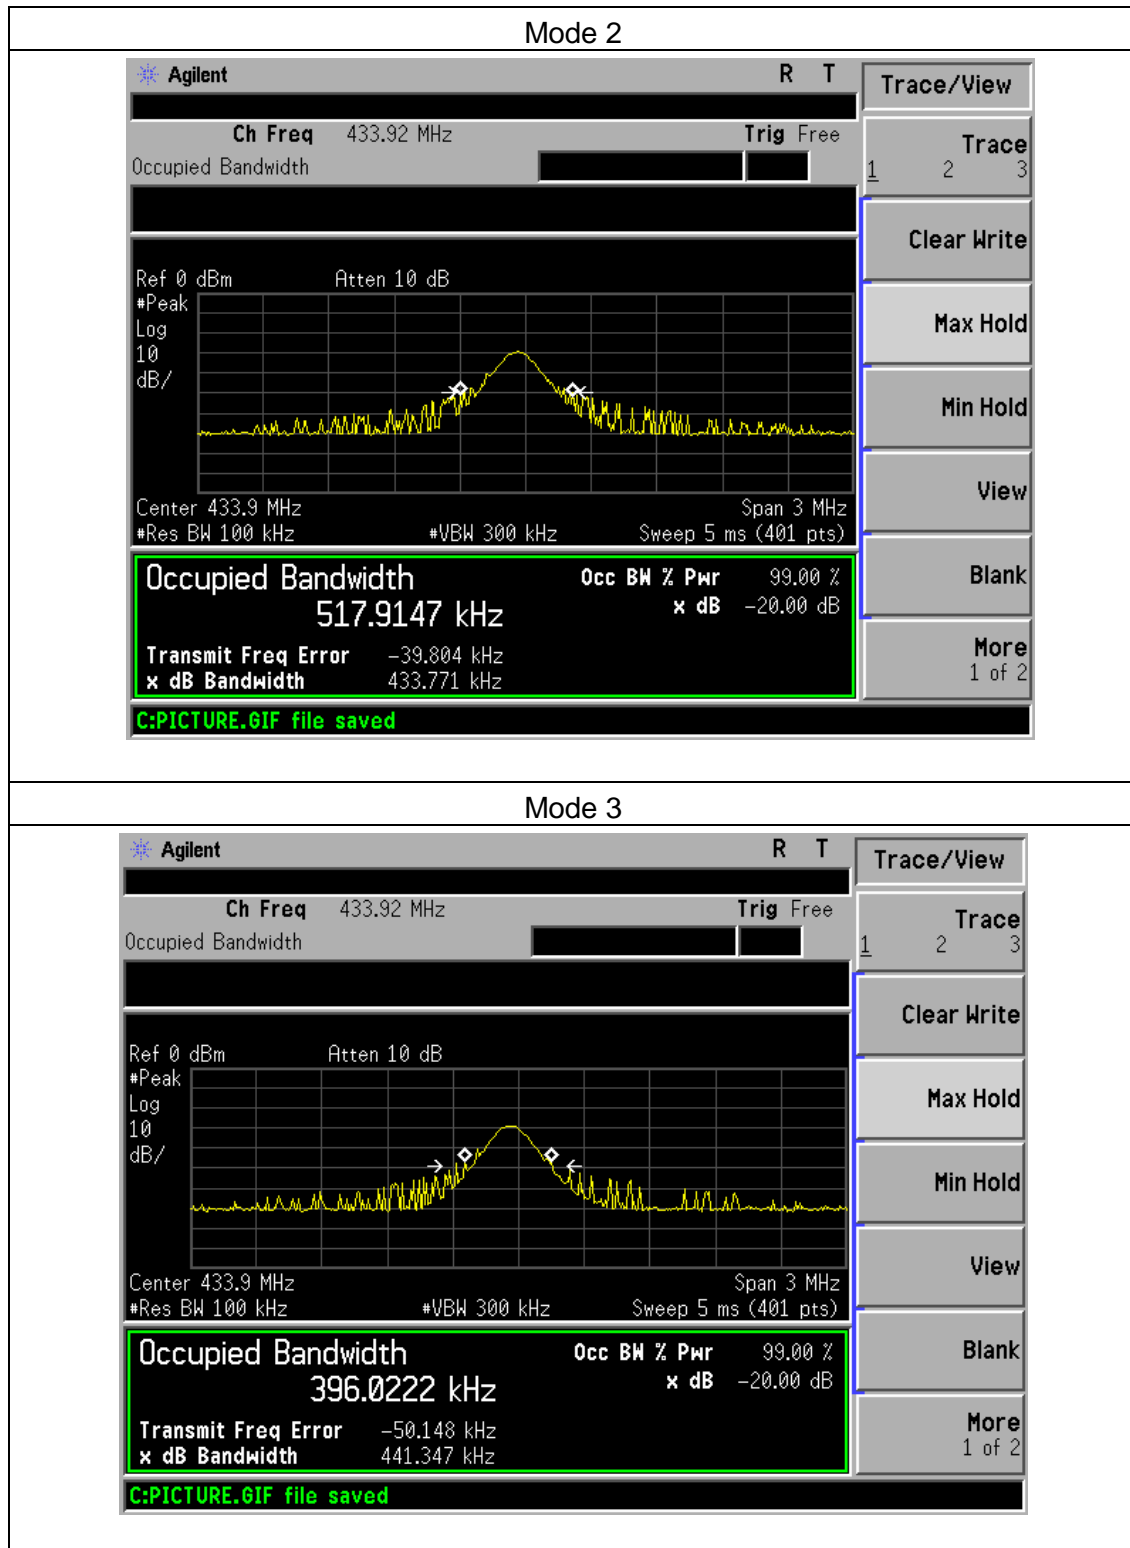 Mode 2
Agilent R T
Trace/View
Ch Freq 433.92 MHz Trig Free
Occupied Bandwidth
Trace
1 2 3
Clear Write
Ref 0 dBm Atten 10 dB
#Peak
Log
10
dB/
Max Hold
Min Hold
View
Center 433.9 MHz Span 3 MHz
#Res BW 100 kHz #VBW 300 kHz Sweep 5 ms (401 pts)
Occupied Bandwidth Occ BW % Pwr 99.00 %
517.9147 kHz x dB -20.00 dB
Blank
Transmit Freq Error -39.804 kHz
x dB Bandwidth 433.771 kHz
More
1 of 2
C:PICTURE.GIF file saved
Mode 3
Agilent R T
Trace/View
Ch Freq 433.92 MHz Trig Free
Occupied Bandwidth
Trace
1 2 3
Clear Write
Ref 0 dBm Atten 10 dB
#Peak
Log
10
dB/
Max Hold
Min Hold
View
Center 433.9 MHz Span 3 MHz
#Res BW 100 kHz #VBW 300 kHz Sweep 5 ms (401 pts)
Occupied Bandwidth Occ BW % Pwr 99.00 %
396.0222 kHz x dB -20.00 dB
Blank
Transmit Freq Error -50.148 kHz
x dB Bandwidth 441.347 kHz
More
1 of 2
C:PICTURE.GIF file saved